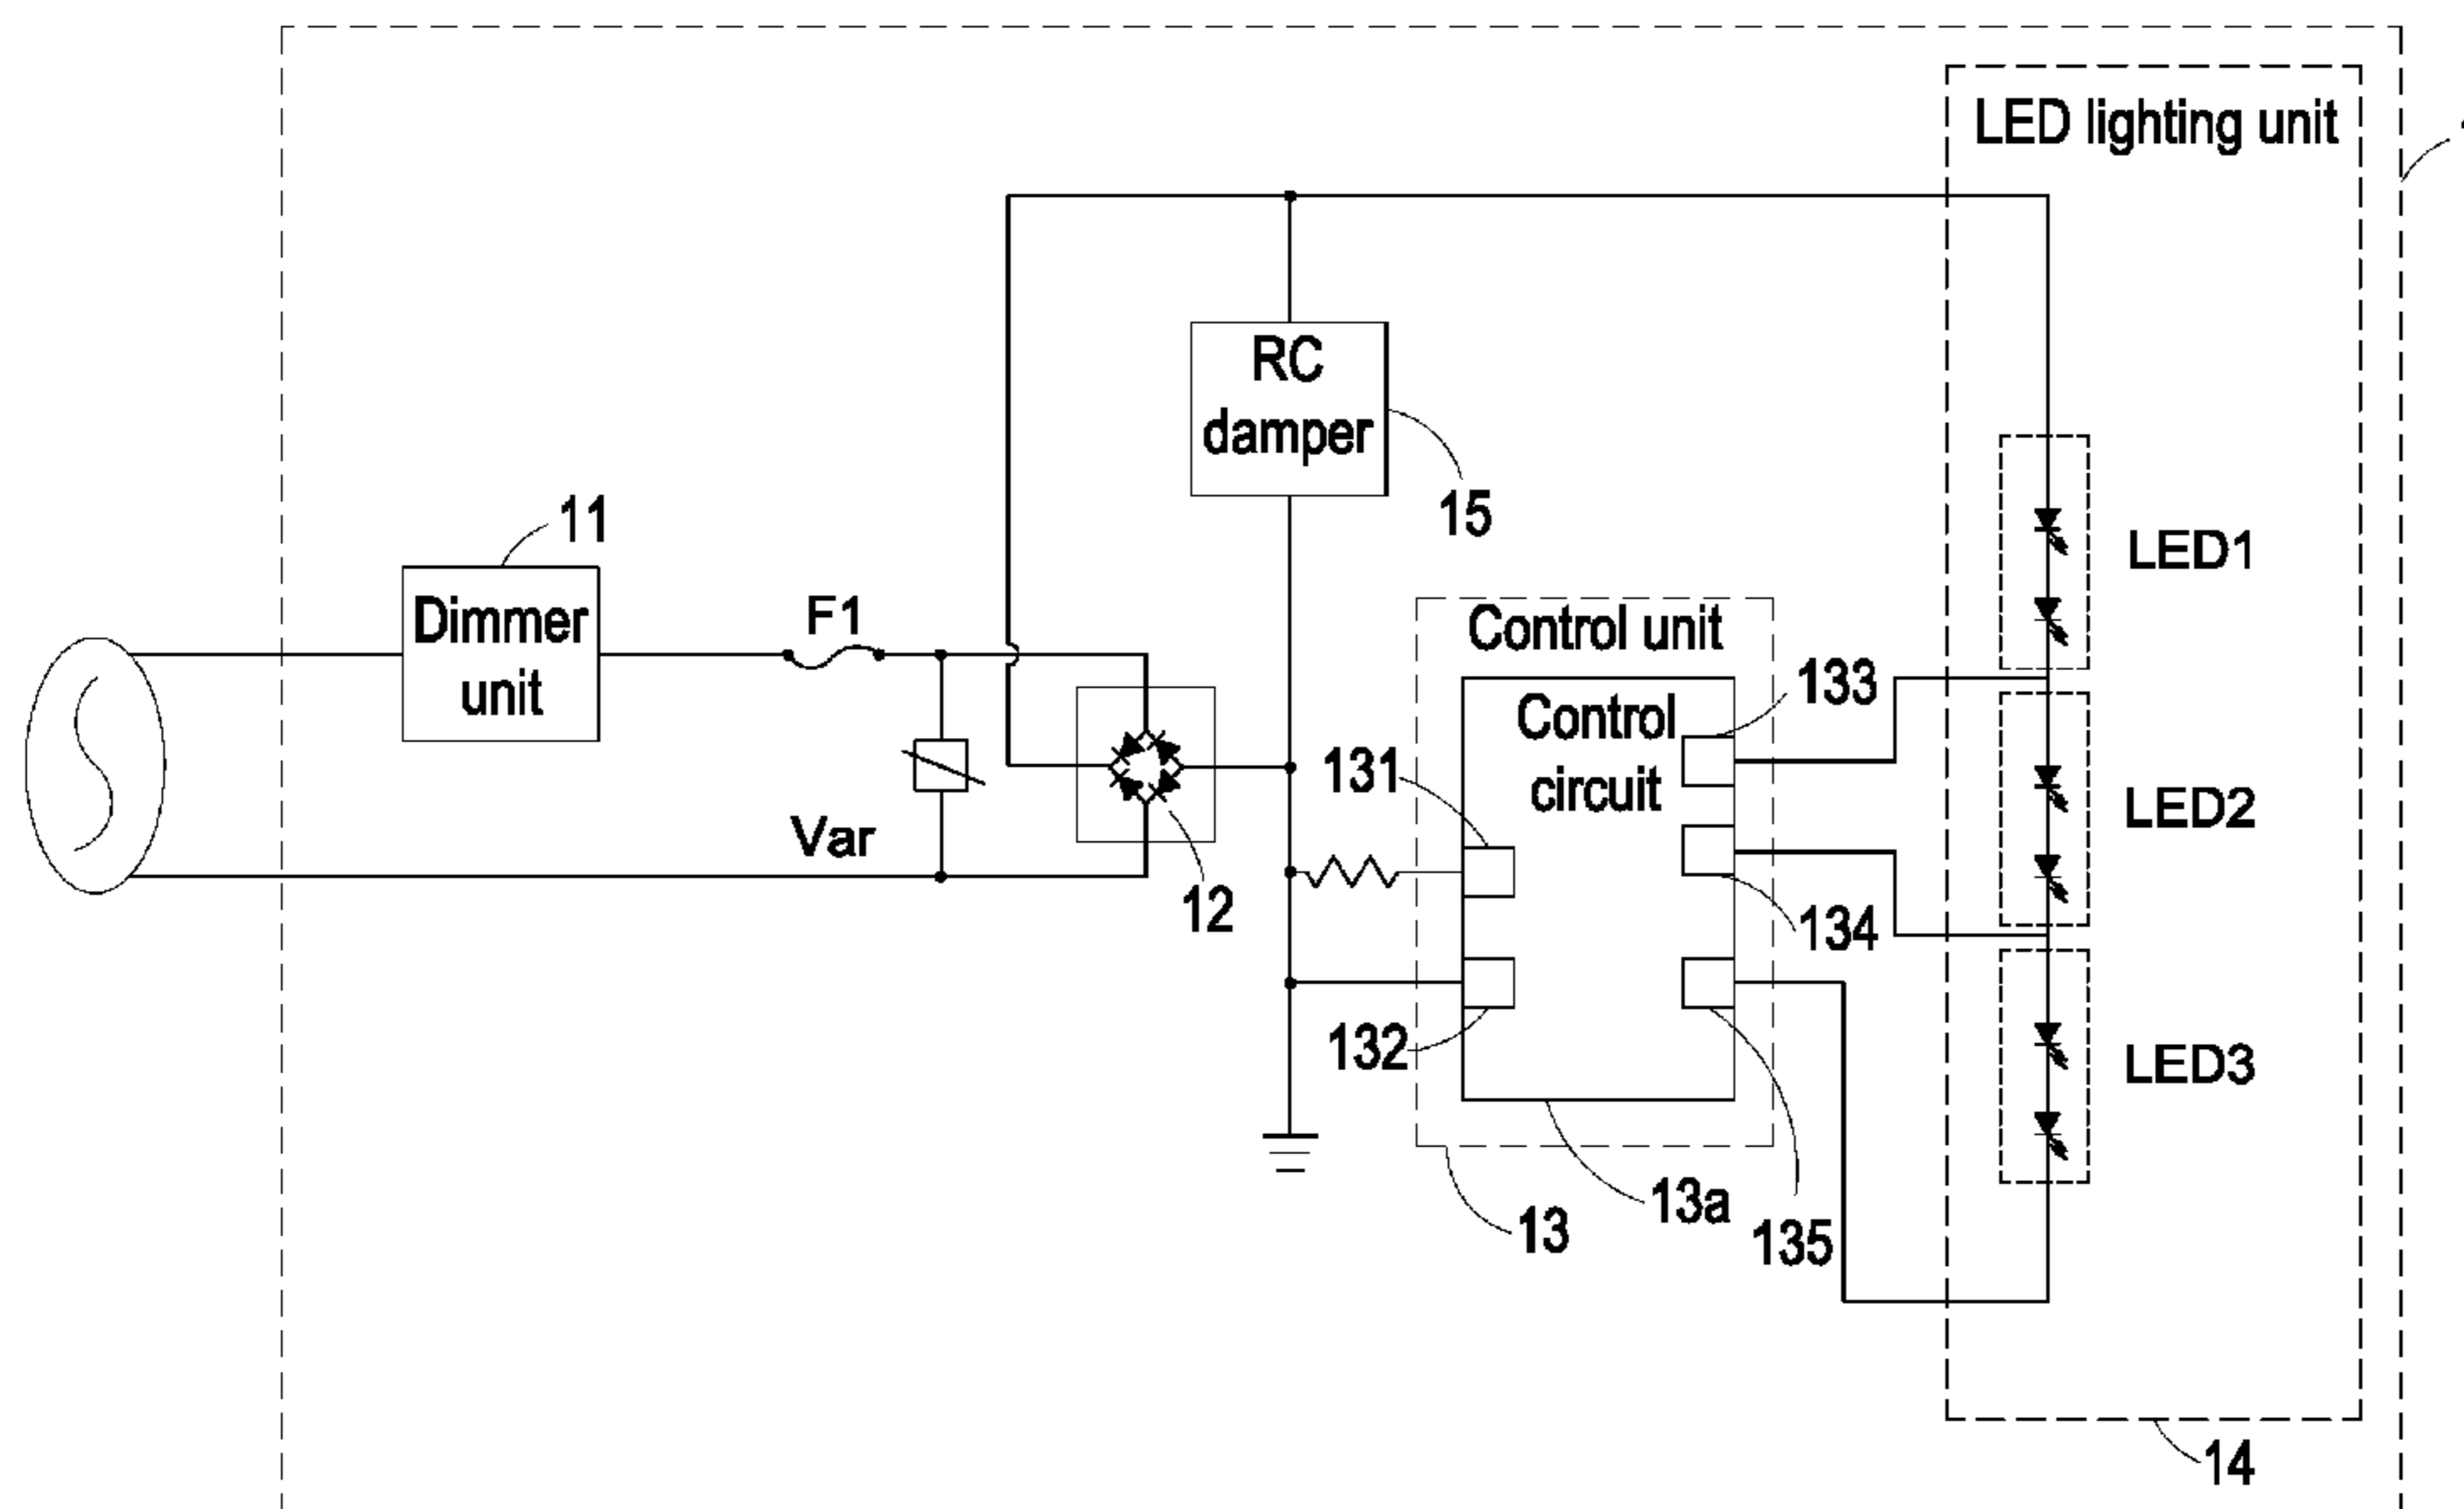 LED lighting unit
RC
damper
15
11
Dimmer
unit
F1
Var
12
Control unit
Control
circuit
131
132
133
134
135
13
13a
LED1
LED2
LED3
14